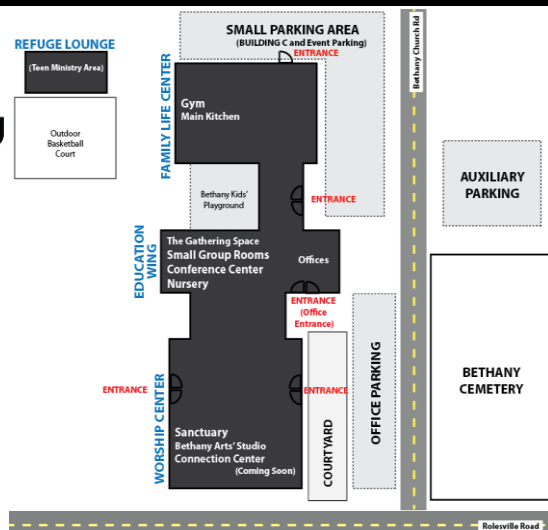 REFUGE LOUNGE
(Teen Ministry Area)
Outdoor
Basketball
Court
SMALL PARKING AREA
(BUILDING C and Event Parking)
ENTRANCE
FAMILY LIFE CENTER
Gym
Main Kitchen
Bethany Kids'
Playground
ENTRANCE
EDUCATION
WING
The Gathering Space
Small Group Rooms
Conference Center
Nursery
Offices
ENTRANCE
(Office
Entrance)
WORSHIP CENTER
ENTRANCE
ENTRANCE
Sanctuary
Bethany Arts' Studio
Connection Center
(Coming Soon)
COURTYARD
OFFICE PARKING
Bethany Church Rd
AUXILIARY
PARKING
BETHANY
CEMETERY
Rolesville Road